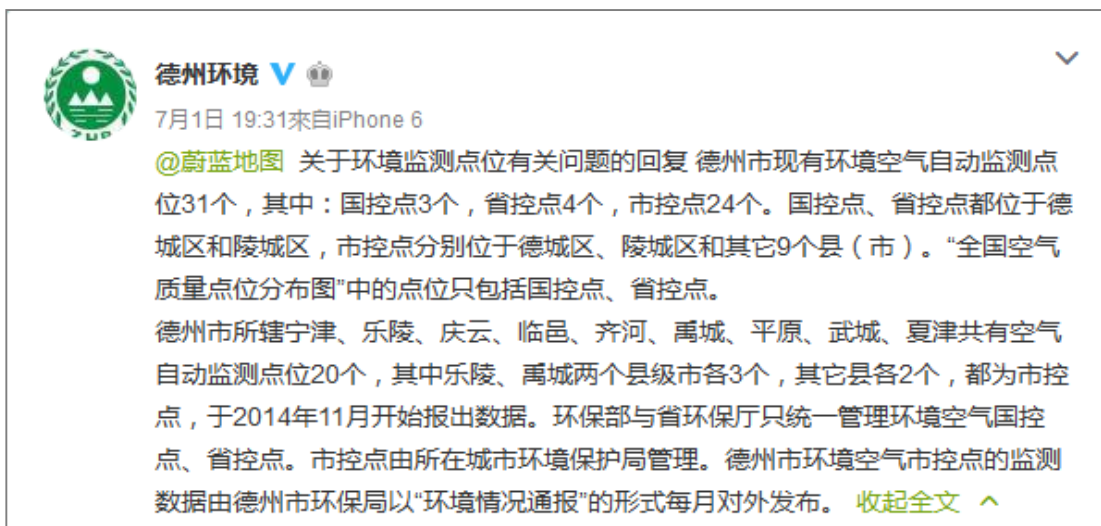 德州环境 V
7月1日 19:31来自iPhone 6
@蔚蓝地图 关于环境监测点位有关问题的回复 德州市现有环境空气自动监测点
位31个，其中：国控点3个，省控点4个，市控点24个。国控点、省控点都位于德
城区和陵城区，市控点分别位于德城区、陵城区和其它9个县（市）。“全国空气
质量点位分布图”中的点位只包括国控点、省控点。
德州市所辖宁津、乐陵、庆云、临邑、齐河、禹城、平原、武城、夏津共有空气
自动监测点位20个，其中乐陵、禹城两个县级市各3个，其它县各2个，都为市控
点，于2014年11月开始报出数据。环保部与省环保厅只统一管理环境空气国控
点、省控点。市控点由所在城市环境保护局管理。德州市环境空气市控点的监测
数据由德州市环保局以“环境情况通报”的形式每月对外发布。 收起全文